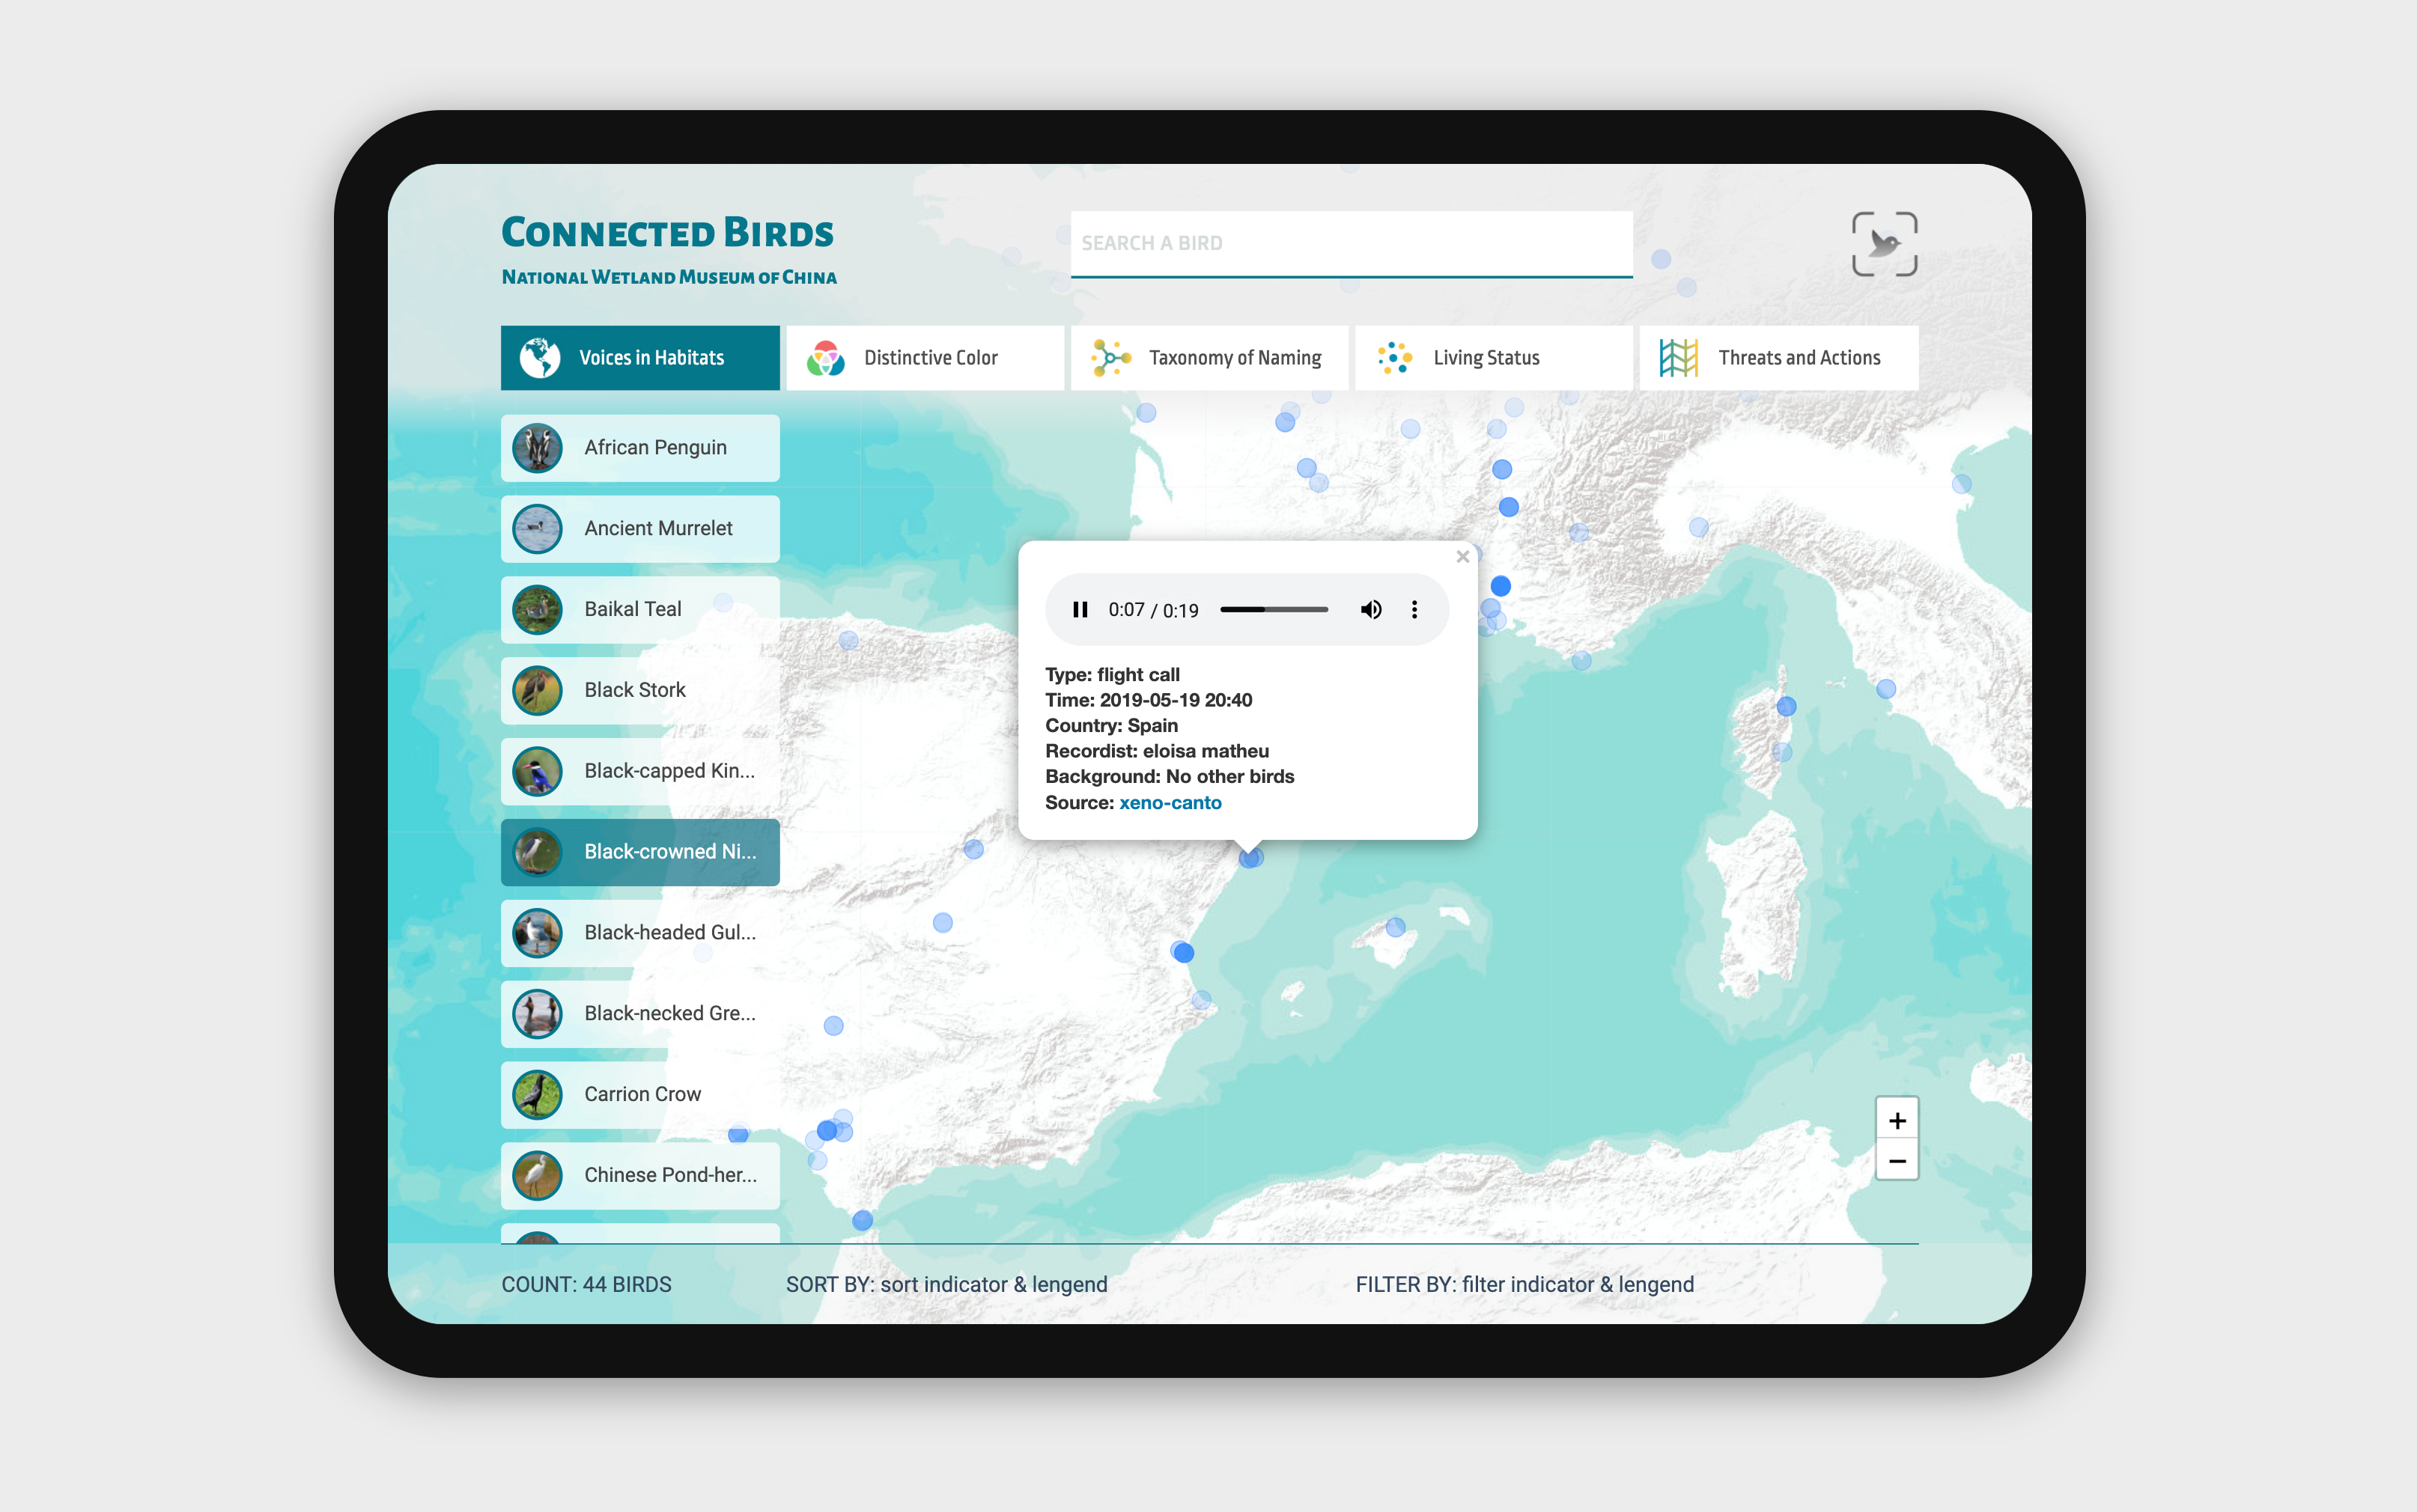 CONNECTED BIRDS
NATIONAL WETLAND MUSEUM OF CHINA
SEARCH A BIRD
Voices in Habitats
Distinctive Color
Taxonomy of Naming
Living Status
Threats and Actions
African Penguin
Ancient Murrelet
Baikal Teal
Black Stork
Black-capped Kin...
Black-crowned Ni...
Black-headed Gul...
Black-necked Gre...
Carrion Crow
Chinese Pond-her...
0:07 / 0:19
×
Type: flight call
Time: 2019-05-19 20:40
Country: Spain
Recordist: eloisa matheu
Background: No other birds
Source: xeno-canto
+
−
COUNT: 44 BIRDS
SORT BY: sort indicator & lengend
FILTER BY: filter indicator & lengend